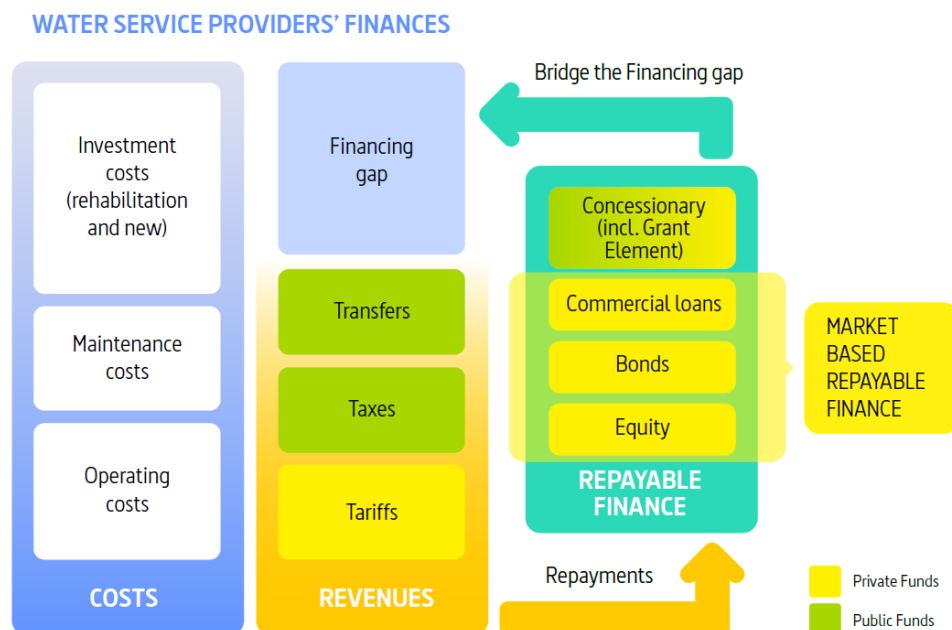 WATER SERVICE PROVIDERS' FINANCES
Investment
costs
(rehabilitation
and new)
Maintenance
costs
Operating
costs
COSTS
Financing
gap
Transfers
Taxes
Tariffs
REVENUES
Bridge the Financing gap
Concessionary
(incl. Grant
Element)
Commercial loans
Bonds
Equity
REPAYABLE
FINANCE
MARKET
BASED
REPAYABLE
FINANCE
Repayments
Private Funds
Public Funds